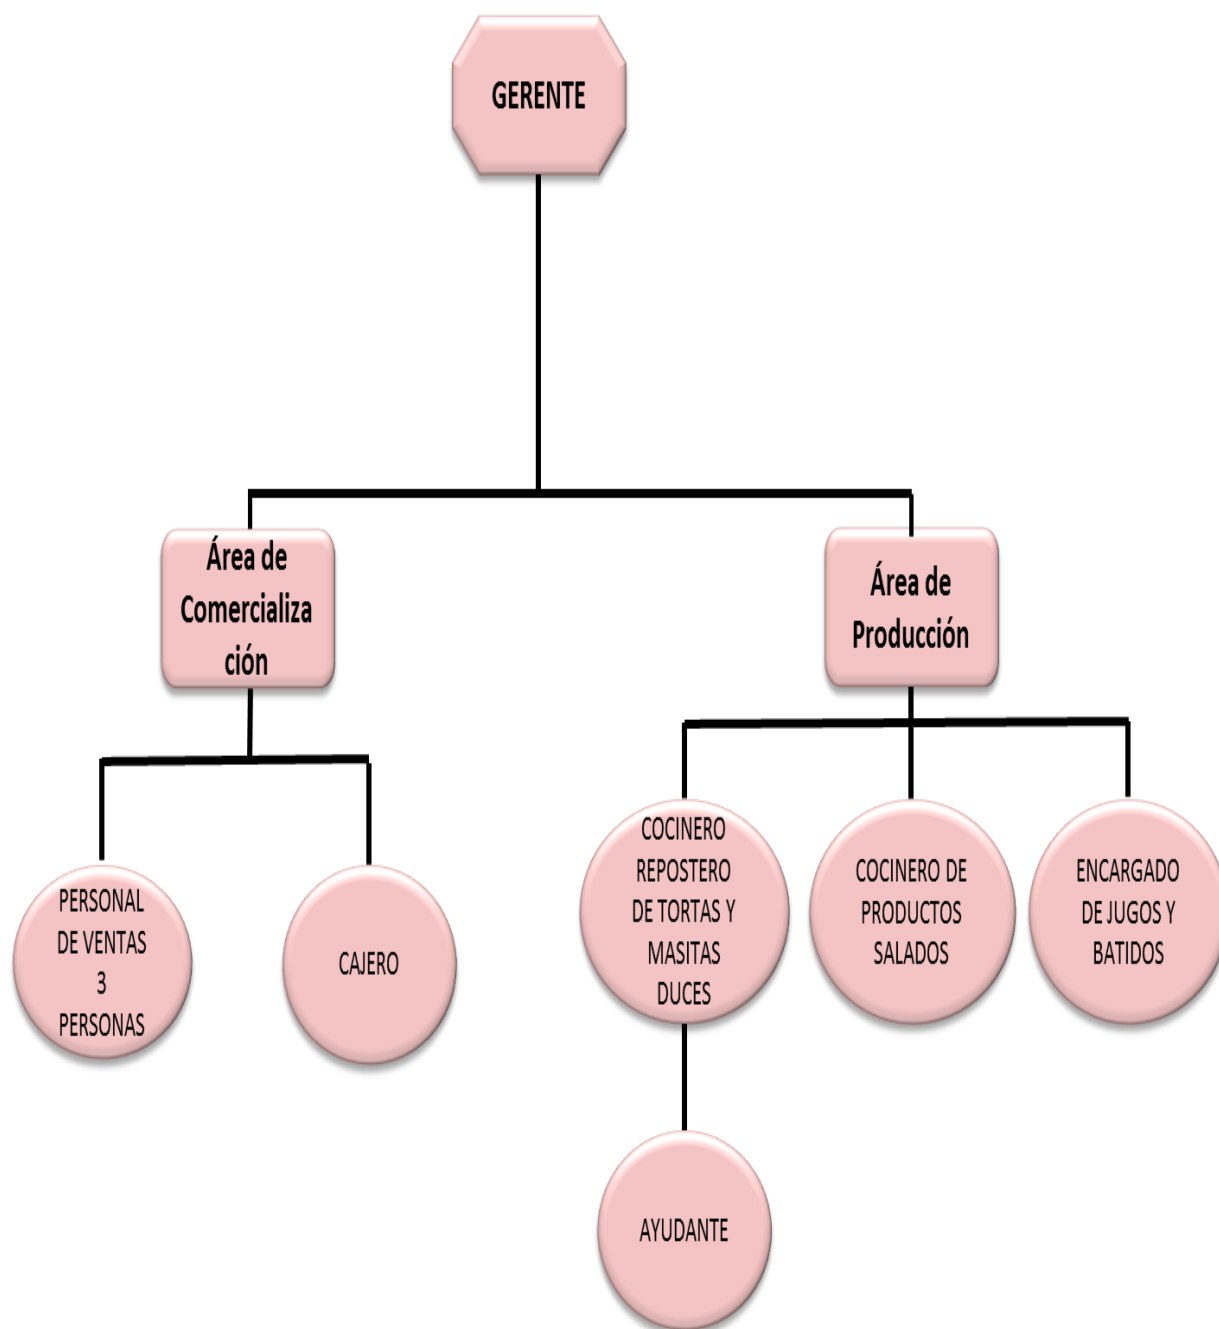 GERENTE
Área de
Comercializa
ción
Área de
Producción
PERSONAL
DE VENTAS
3
PERSONAS
CAJERO
COCINERO
REPOSTERO
DE TORTAS Y
MASITAS
DUCES
COCINERO DE
PRODUCTOS
SALADOS
ENCARGADO
DE JUGOS Y
BATIDOS
AYUDANTE